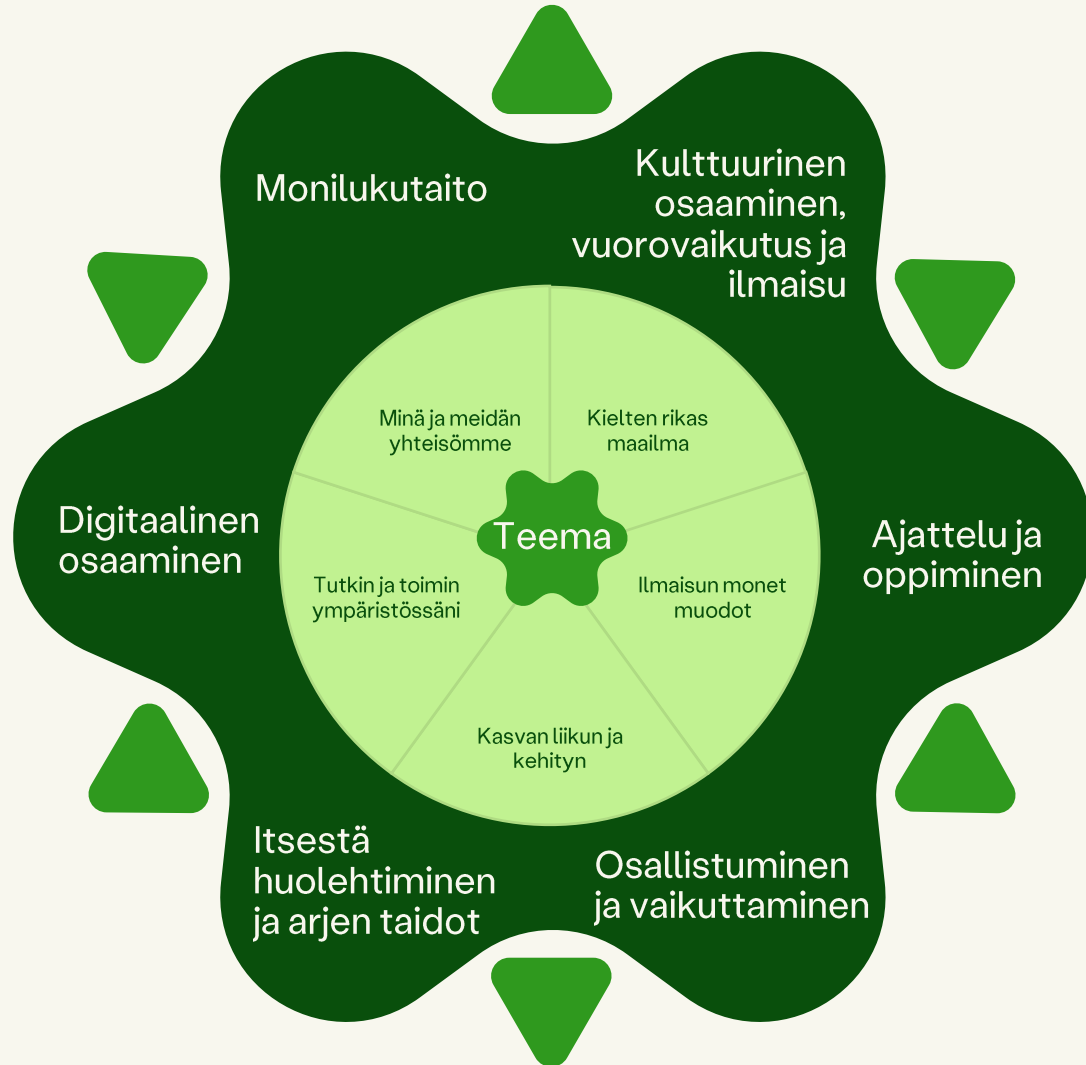 Monilukutaito
Kulttuurinen
osaaminen,
vuorovaikutus ja
ilmaisu
Minä ja meidän
yhteisömme
Kielten rikas
maailma
Digitaalinen
osaaminen
Teema
Ajattelu ja
oppiminen
Tutkin ja toimin
ympäristössäni
Ilmaisun monet
muodot
Kasvan liikun ja
kehityn
Itsestä
huolehtiminen
ja arjen taidot
Osallistuminen
ja vaikuttaminen